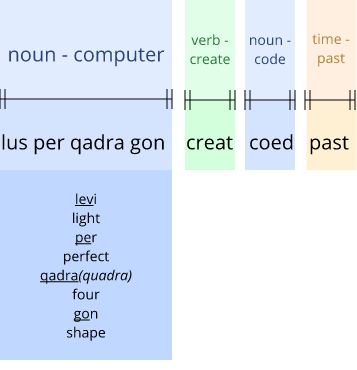 noun - computer
verb -
create
noun -
code
time -
past
lus per qadra gon
creat
coed
past
levi
light
per
perfect
qadra(quadra)
four
gon
shape